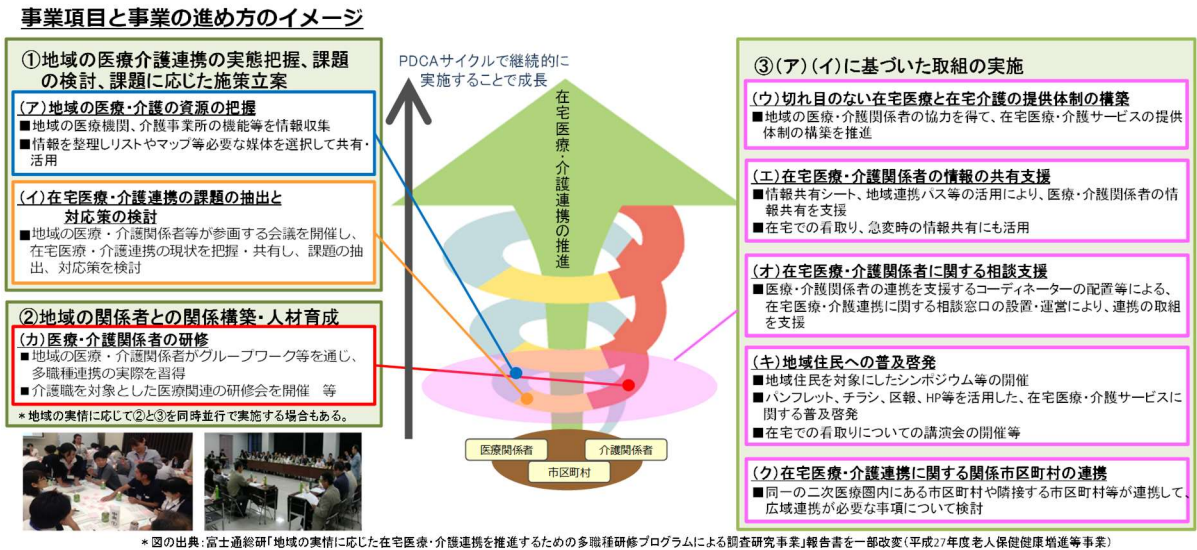 事業項目と事業の進め方のイメージ
①地域の医療介護連携の実態把握、課題
の検討、課題に応じた施策立案
(ア)地域の医療・介護の資源の把握
■地域の医療機関、介護事業所の機能等を情報収集
■情報を整理しリストやマップ等必要な媒体を選択して共有・
活用
(イ)在宅医療・介護連携の課題の抽出と
対応策の検討
■地域の医療・介護関係者等が参画する会議を開催し、
在宅医療・介護連携の現状を把握・共有し、課題の抽
出、対応策を検討
②地域の関係者との関係構築・人材育成
(カ)医療・介護関係者の研修
■地域の医療・介護関係者がグループワーク等を通じ、
多職種連携の実際を習得
■介護職を対象とした医療関連の研修会を開催 等
*地域の実情に応じて②と③を同時並行で実施する場合もある。
PDCAサイクルで継続的に
実施することで成長
在宅医療・介護連携の推進
医療関係者
介護関係者
市区町村
③(ア)(イ)に基づいた取組の実施
(ウ)切れ目のない在宅医療と在宅介護の提供体制の構築
■地域の医療・介護関係者の協力を得て、在宅医療・介護サービスの提供
体制の構築を推進
(エ)在宅医療・介護関係者の情報の共有支援
■情報共有シート、地域連携パス等の活用により、医療・介護関係者の情
報共有を支援
■在宅での看取り、急変時の情報共有にも活用
(オ)在宅医療・介護関係者に関する相談支援
■医療・介護関係者の連携を支援するコーディネーターの配置等による、
在宅医療・介護連携に関する相談窓口の設置・運営により、連携の取組
を支援
(キ)地域住民への普及啓発
■地域住民を対象にしたシンポジウム等の開催
■パンフレット、チラシ、区報、HP等を活用した、在宅医療・介護サービスに
関する普及啓発
■在宅での看取りについての講演会の開催等
(ク)在宅医療・介護連携に関する関係市区町村の連携
■同一の二次医療圏内にある市区町村や隣接する市区町村等が連携して、
広域連携が必要な事項について検討
*図の出典:富士通総研「地域の実情に応じた在宅医療・介護連携を推進するための多職種研修プログラムによる調査研究事業」報告書を一部改変(平成27年度老人保健健康増進等事業)